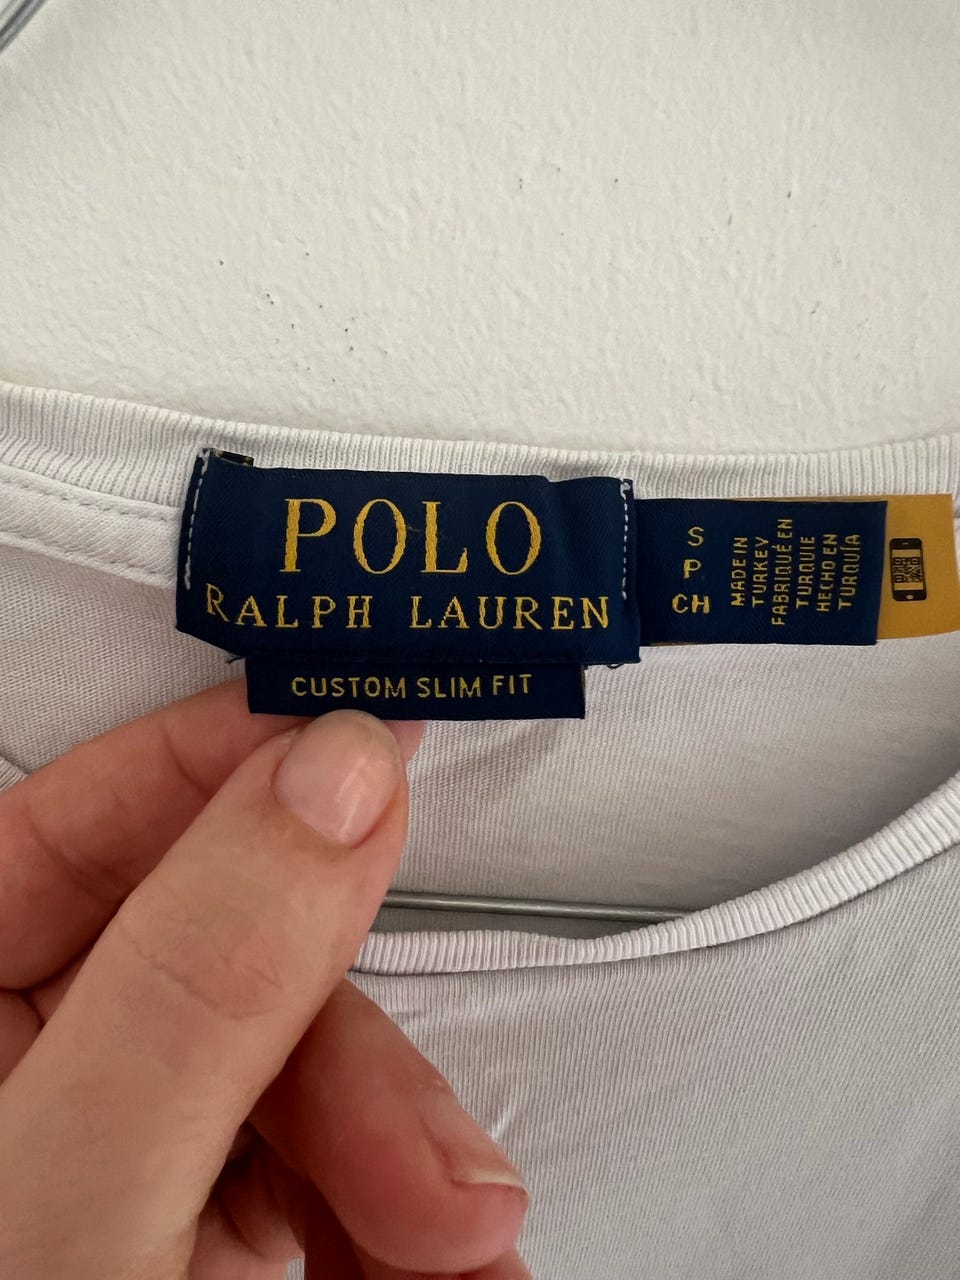 POLO
RALPH LAUREN
CUSTOM SLIM FIT
S
P
CH
MADE IN
TURKEY
FABRIQUÉ EN
TURQUIE
HECHO EN
TURQUÍA